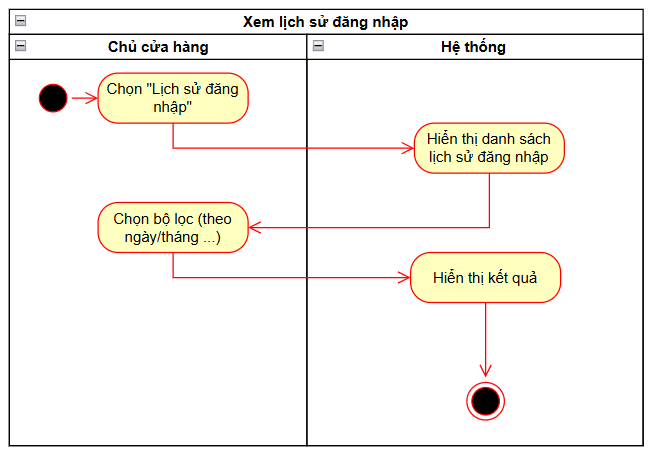 Xem lịch sử đăng nhập
Chủ cửa hàng
Hệ thống
Chọn "Lịch sử đăng
nhập"
Hiển thị danh sách
lịch sử đăng nhập
Chọn bộ lọc (theo
ngày/tháng ...)
Hiển thị kết quả